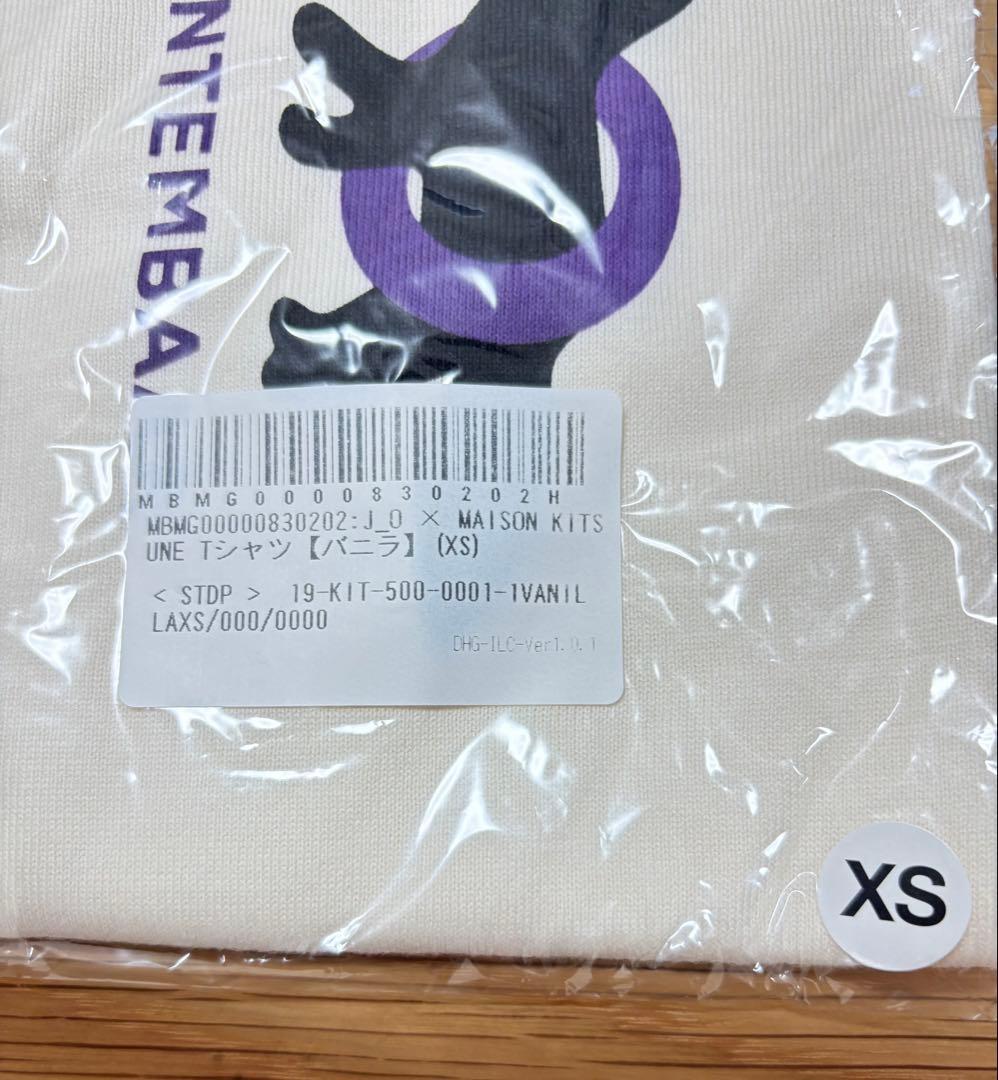 NTEMBA
MBMG0000830202H
MBMG00000830202:J_O × MAISON KITS
UNE Tシャツ【バニラ】 (XS)
< STDP > 19-KIT-500-0001-1VANIL
LAXS/000/0000
DHG-ILC-Ver1.0.1
XS